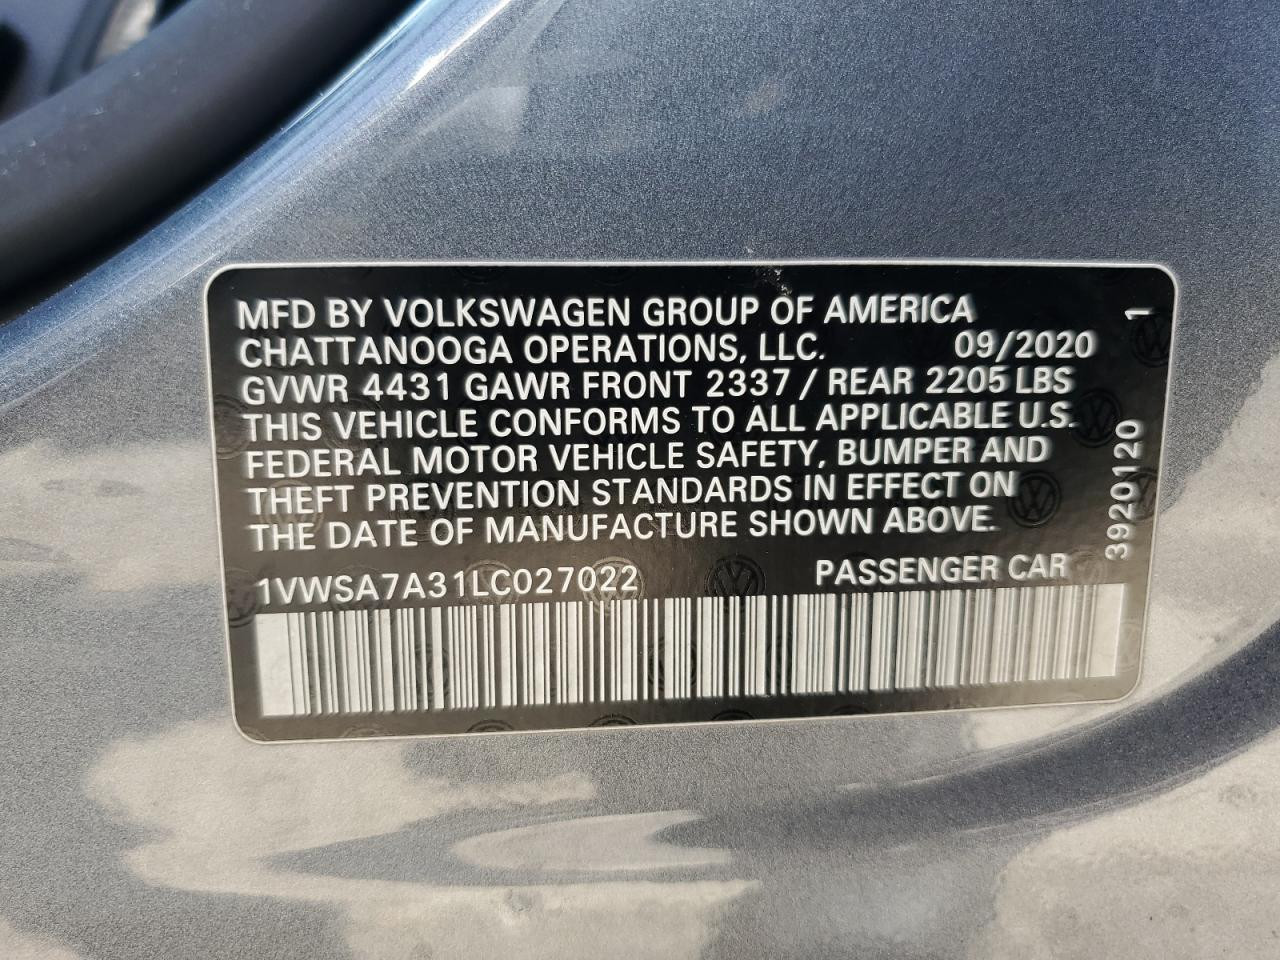 MFD BY VOLKSWAGEN GROUP OF AMERICA
CHATTANOOGA OPERATIONS, LLC. 09/2020
GVWR 4431 GAWR FRONT 2337 / REAR 2205 LBS
THIS VEHICLE CONFORMS TO ALL APPLICABLE U.S.
FEDERAL MOTOR VEHICLE SAFETY, BUMPER AND
THEFT PREVENTION STANDARDS IN EFFECT ON
THE DATE OF MANUFACTURE SHOWN ABOVE.
1VWSA7A31LC027022 PASSENGER CAR
3920120 1